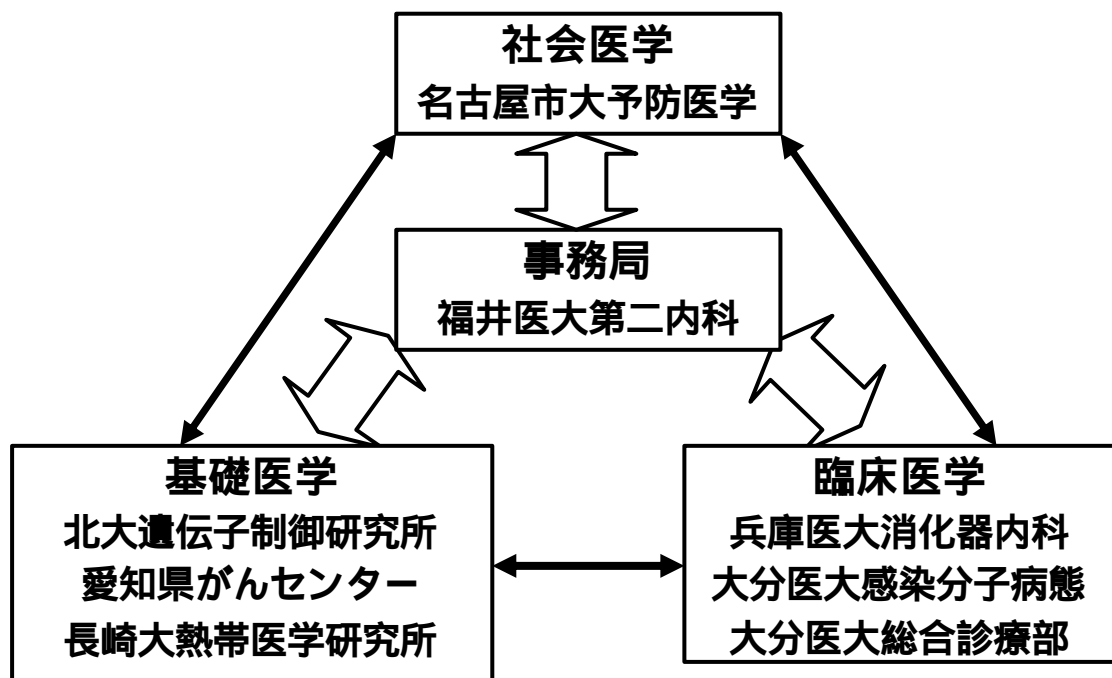 社会医学
名古屋市大予防医学
事務局
福井医大第二内科
基礎医学
北大遺伝子制御研究所
愛知県がんセンター
長崎大熱帯医学研究所
臨床医学
兵庫医大消化器内科
大分医大感染分子病態
大分医大総合診療部